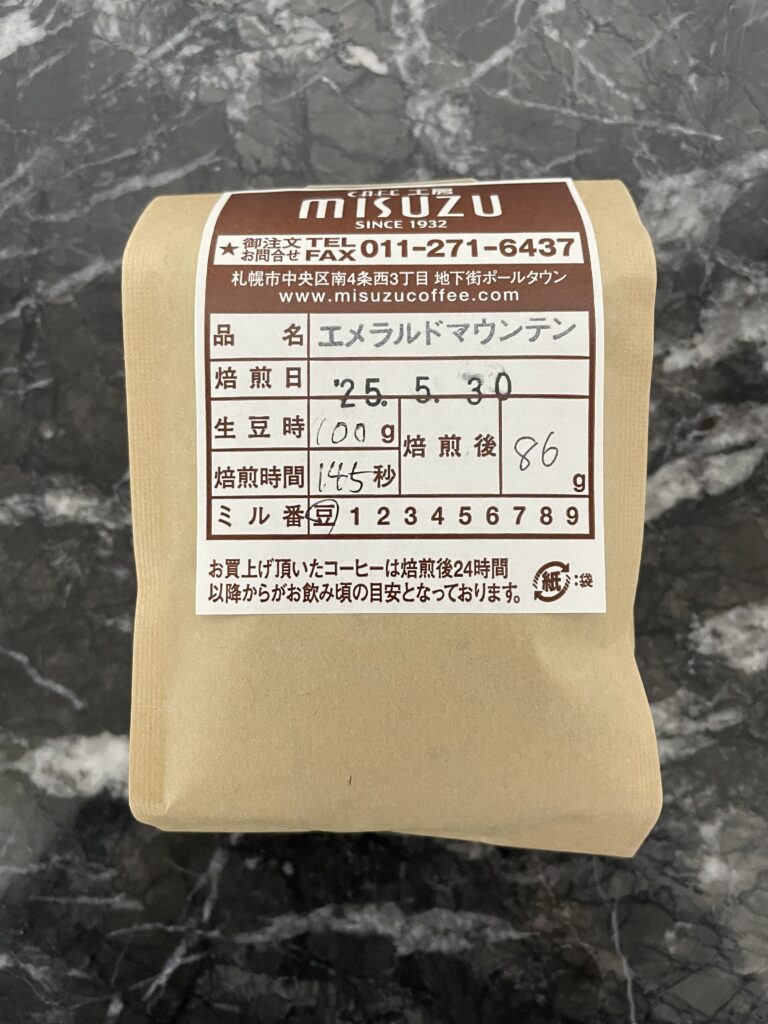 工房
MISUZU
SINCE 1932
★御注文お問合せ TEL FAX 011-271-6437
札幌市中央区南4条西3丁目 地下街ポールタウン
www.misuzucoffee.com
品名 エメラルドマウンテン
焙煎日 '25. 5. 30
生豆時 100g 焙煎後 86g
焙煎時間 145秒
ミル番 豆 1 2 3 4 5 6 7 8 9
お買上げ頂いたコーヒーは焙煎後24時間
以降からがお飲み頃の目安となっております。
紙:袋